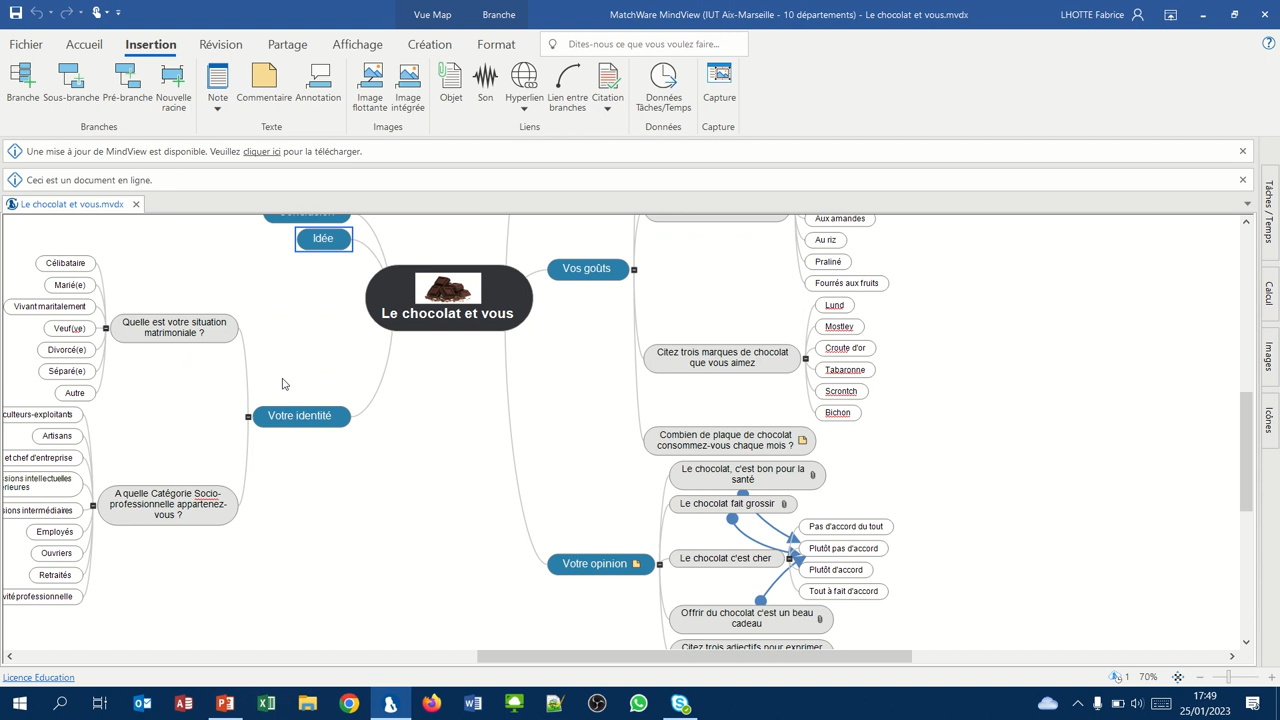 Vue Map
Branche
MatchWare MindView (IUT Aix-Marseille - 10 départements) - Le chocolat et vous.mvdx
LHOTTE Fabrice
Fichier
Accueil
Insertion
Révision
Partage
Affichage
Création
Format
Dites-nous ce que vous voulez faire...
Branche
Sous-branche
Pré-branche
Nouvelle
racine
Note
Commentaire
Annotation
Image
flottante
Image
intégrée
Objet
Son
Hyperlien
Lien entre
branches
Citation
Données
Tâches/Temps
Capture
Branches
Texte
Images
Liens
Données
Capture
Une mise à jour de MindView est disponible. Veuillez cliquer ici pour la télécharger.
Ceci est un document en ligne.
Le chocolat et vous.mvdx
Conclusion
Idée
Célibataire
Marié(e)
Vivant maritalement
Veuf(ve)
Divorcé(e)
Séparé(e)
Autre
Quelle est votre situation
matrimoniale ?
Votre identité
culteurs-exploitants
Artisans
et chef d'entreprise
sions intellectuelles
érieures
sions intermédiaires
Employés
Ouvriers
Retraités
vité professionnelle
A quelle Catégorie Socio-
professionnelle appartenez-
vous ?
Le chocolat et vous
Vos goûts
Aux amandes
Au riz
Praliné
Fourrés aux fruits
Citez trois marques de chocolat
que vous aimez
Lund
Mostley
Croute d'or
Tabaronne
Scrontch
Bichon
Combien de plaque de chocolat
consommez-vous chaque mois ?
Votre opinion
Le chocolat, c'est bon pour la
santé
Le chocolat fait grossir
Le chocolat c'est cher
Pas d'accord du tout
Plutôt pas d'accord
Plutôt d'accord
Tout à fait d'accord
Offrir du chocolat c'est un beau
cadeau
Citez trois adjectifs pour exprimer
Tâches / Temps
Calcul
Images
Icônes
Licence Education
1
70%
17:49
25/01/2023